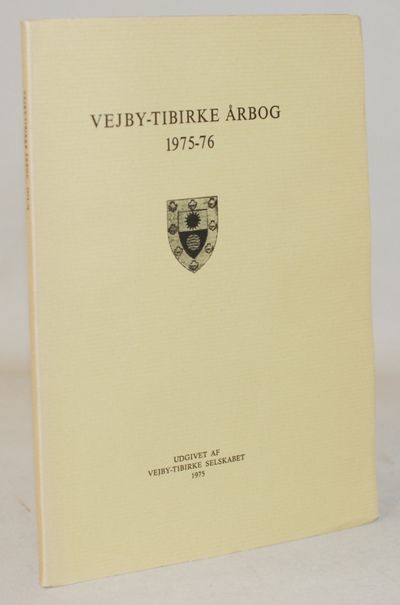 VEJBY-TIBIRKE ÅRBOG
1975-76
UDGIVET AF
VEJBY-TIBIRKE SELSKABET
1975